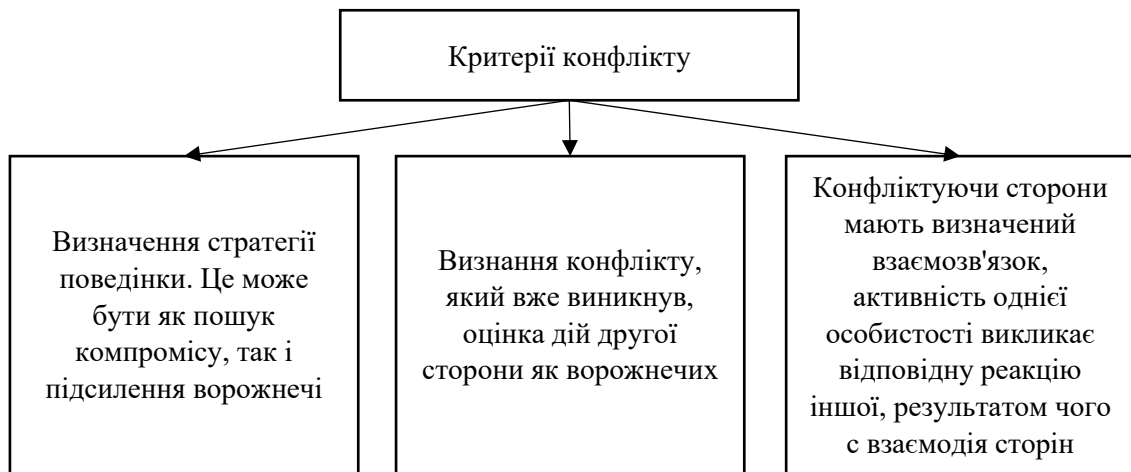 Критерії конфлікту
Визначення стратегії
поведінки. Це може
бути як пошук
компромісу, так і
підсилення ворожнечі
Визнання конфлікту,
який вже виникнув,
оцінка дій другої
сторони як ворожнечих
Конфліктуючи сторони
мають визначений
взаємозв'язок,
активність однієї
особистості викликає
відповідну реакцію
іншої, результатом чого
с взаємодія сторін